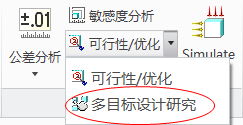 ±.01
公差分析
敏感度分析
可行性/优化
Simulate
可行性/优化
多目标设计研究